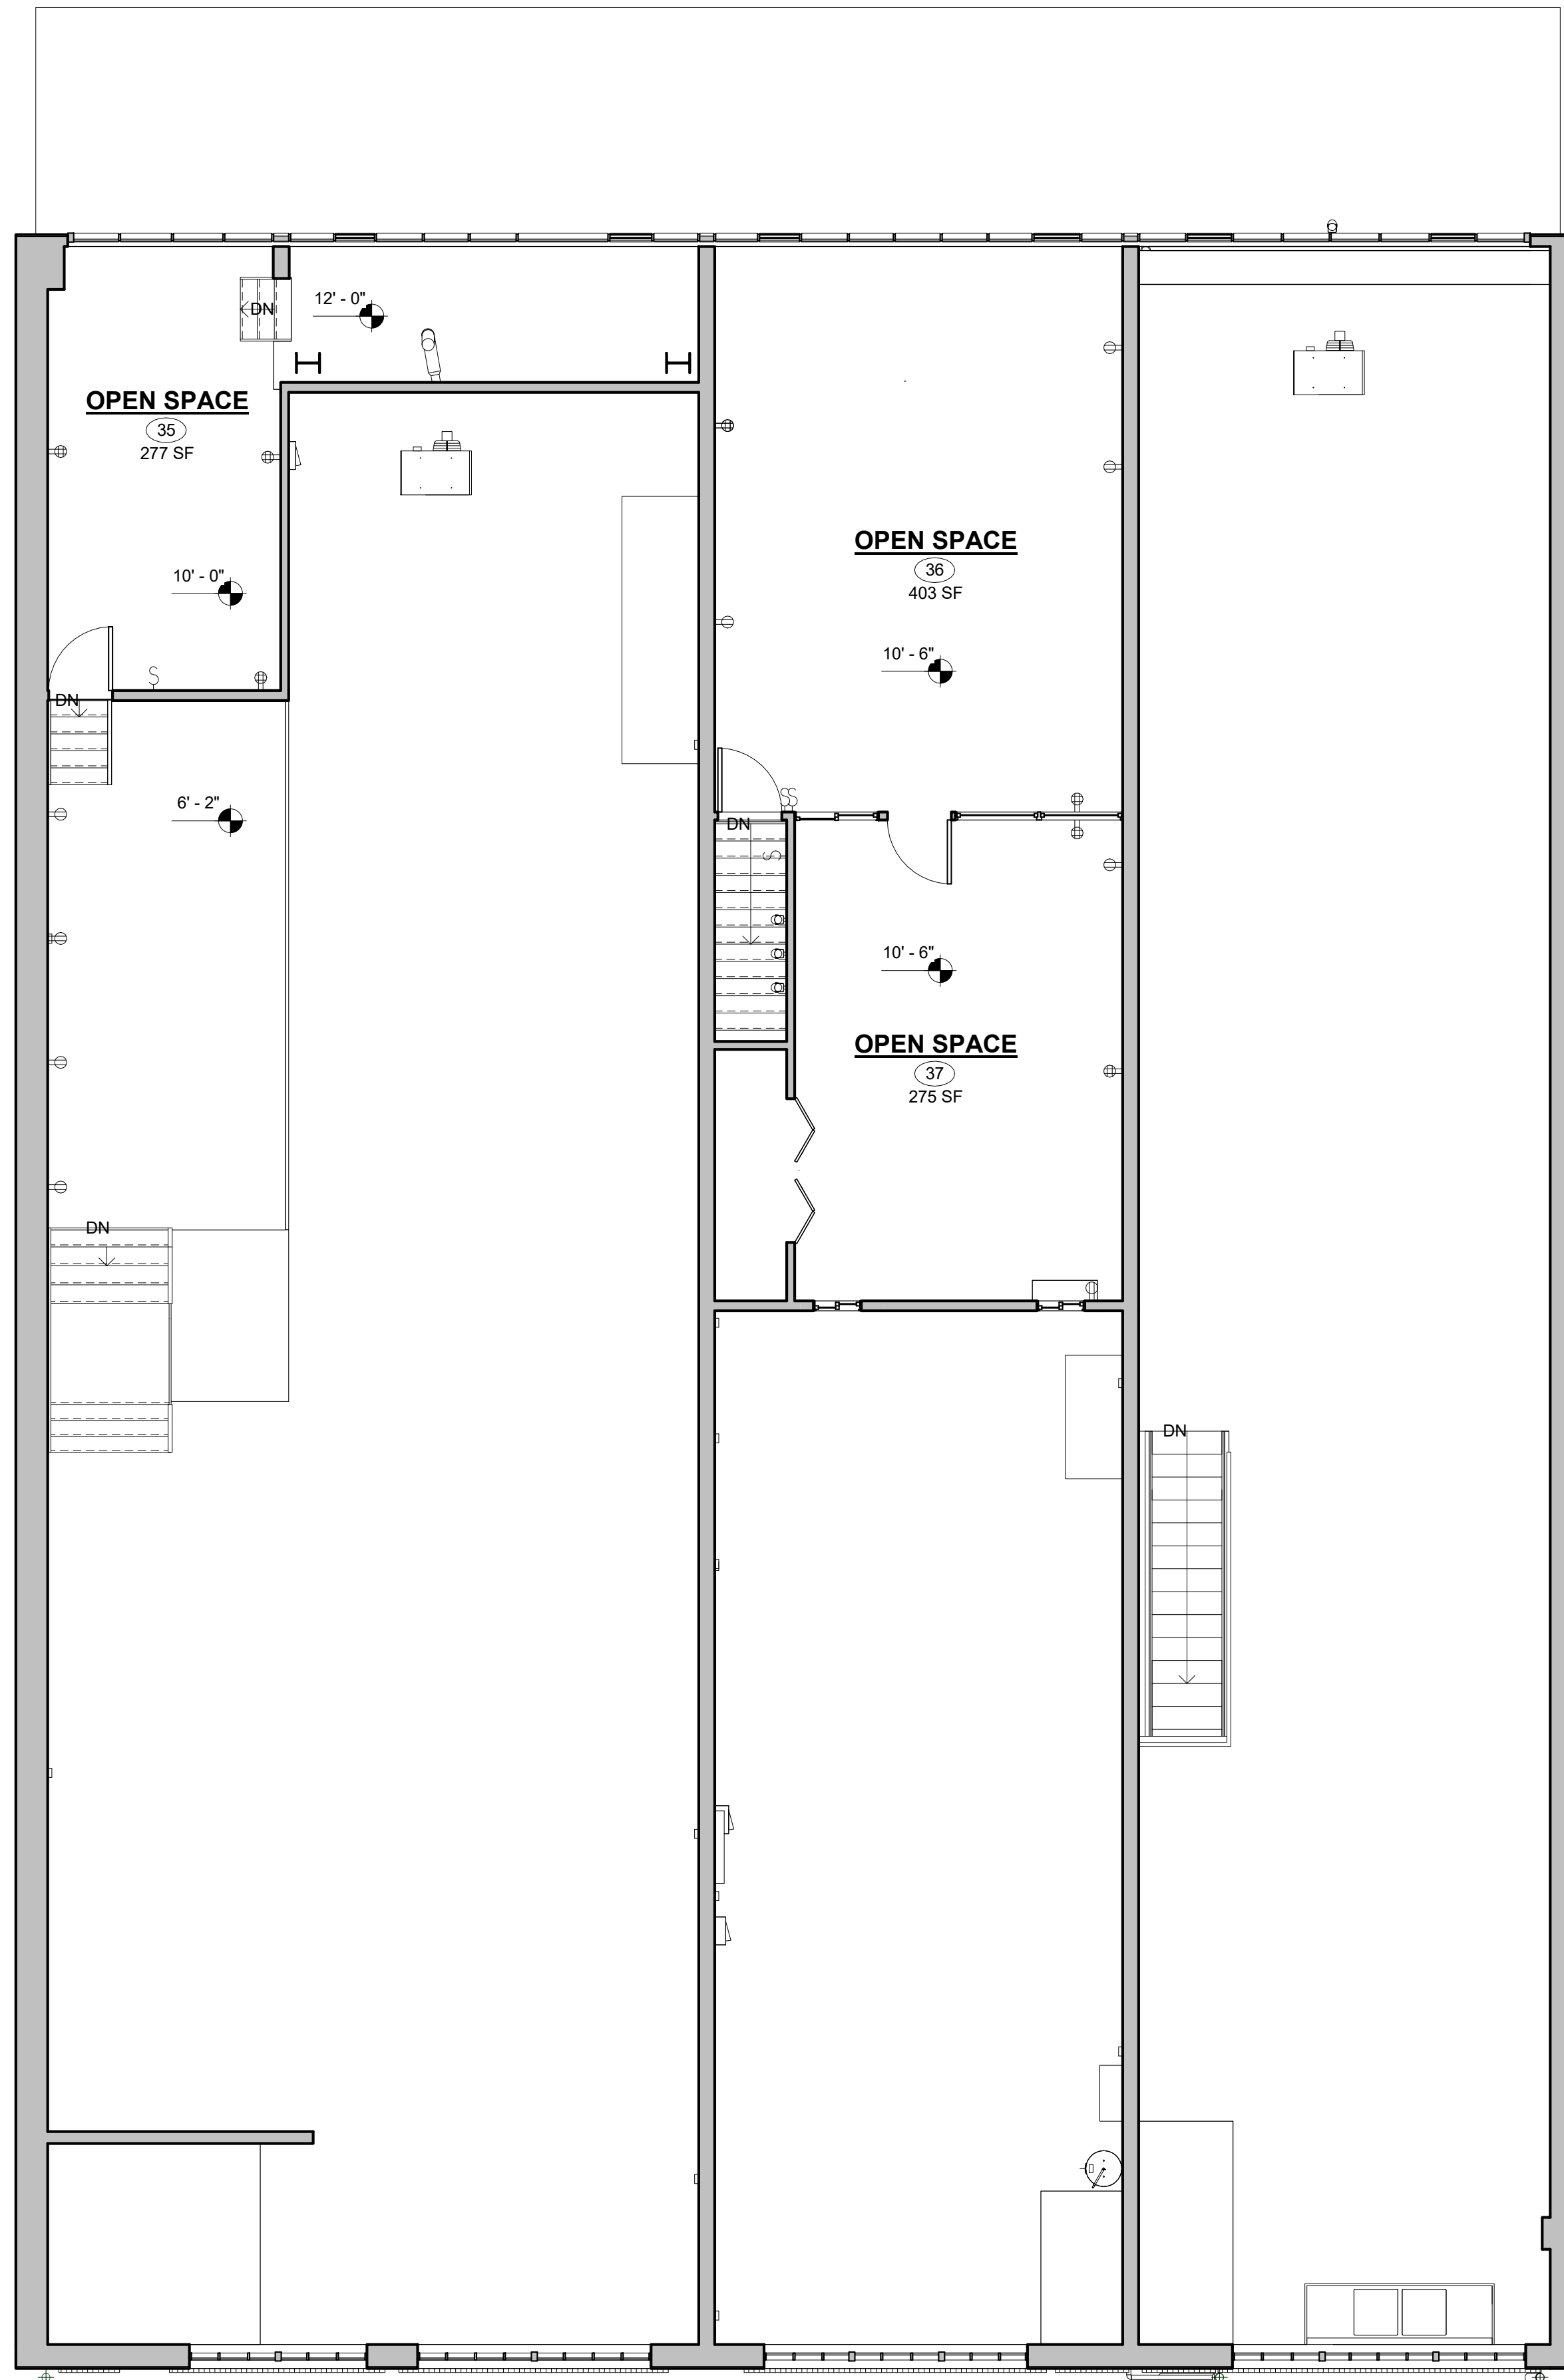 12' - 0"
DN
OPEN SPACE
35
277 SF
OPEN SPACE
36
403 SF
10' - 0"
10' - 6"
S
DN
6' - 2"
SS
DN
S
10' - 6"
OPEN SPACE
37
275 SF
DN
DN